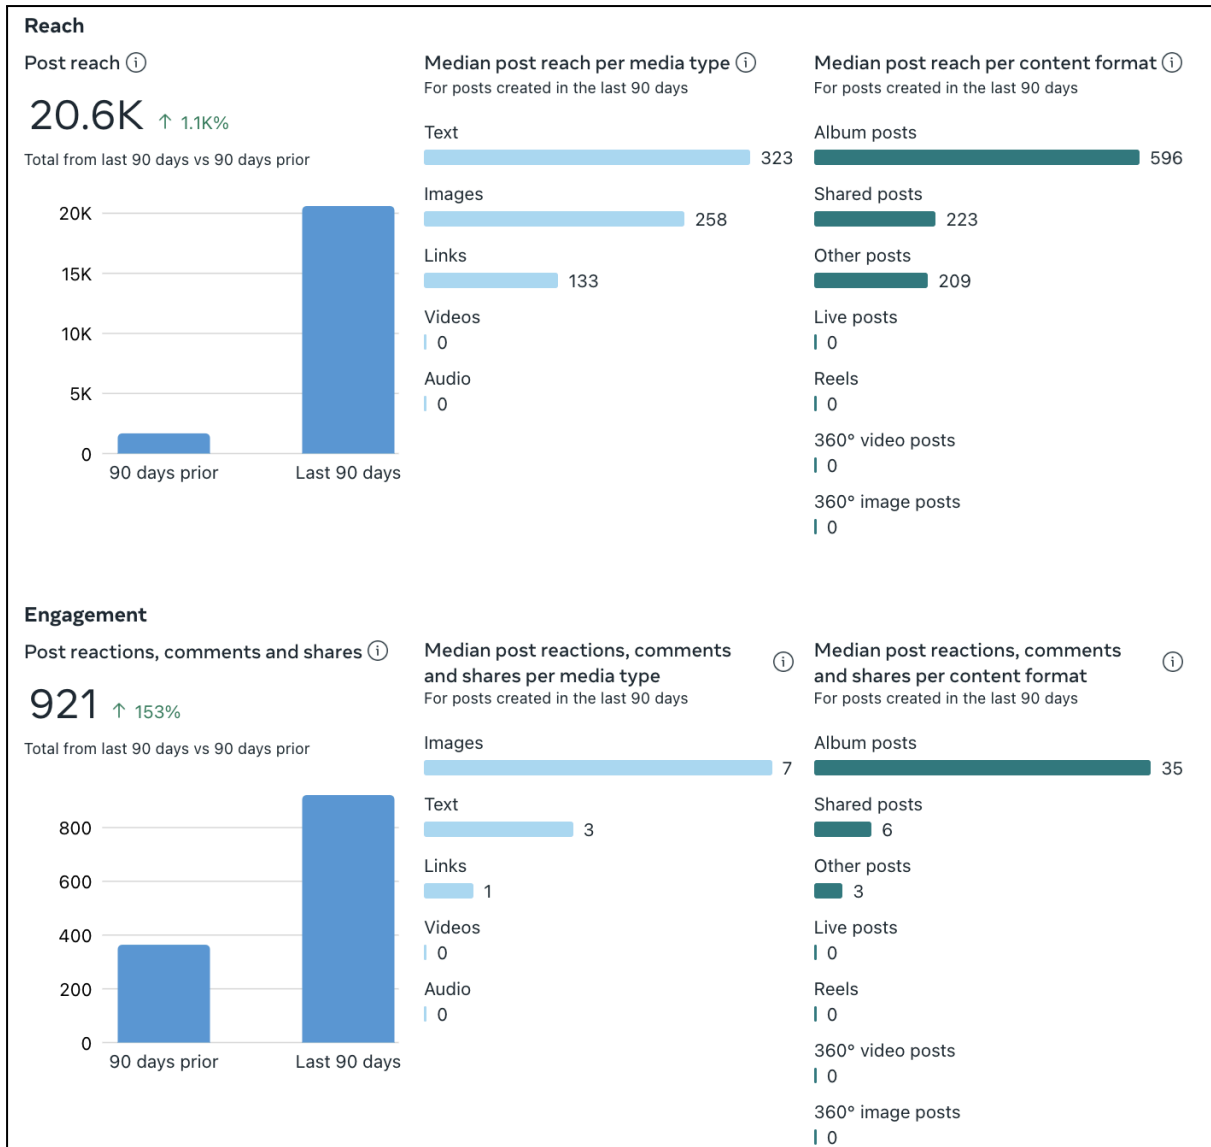 Reach
Post reach
20.6K ↑ 1.1K%
Total from last 90 days vs 90 days prior
20K
15K
10K
5K
0
90 days prior
Last 90 days
Median post reach per media type
For posts created in the last 90 days
Text
323
Images
258
Links
133
Videos
0
Audio
0
Median post reach per content format
For posts created in the last 90 days
Album posts
596
Shared posts
223
Other posts
209
Live posts
0
Reels
0
360° video posts
0
360° image posts
0
Engagement
Post reactions, comments and shares
921 ↑ 153%
Total from last 90 days vs 90 days prior
800
600
400
200
0
90 days prior
Last 90 days
Median post reactions, comments
and shares per media type
For posts created in the last 90 days
Images
7
Text
3
Links
1
Videos
0
Audio
0
Median post reactions, comments
and shares per content format
For posts created in the last 90 days
Album posts
35
Shared posts
6
Other posts
3
Live posts
0
Reels
0
360° video posts
0
360° image posts
0